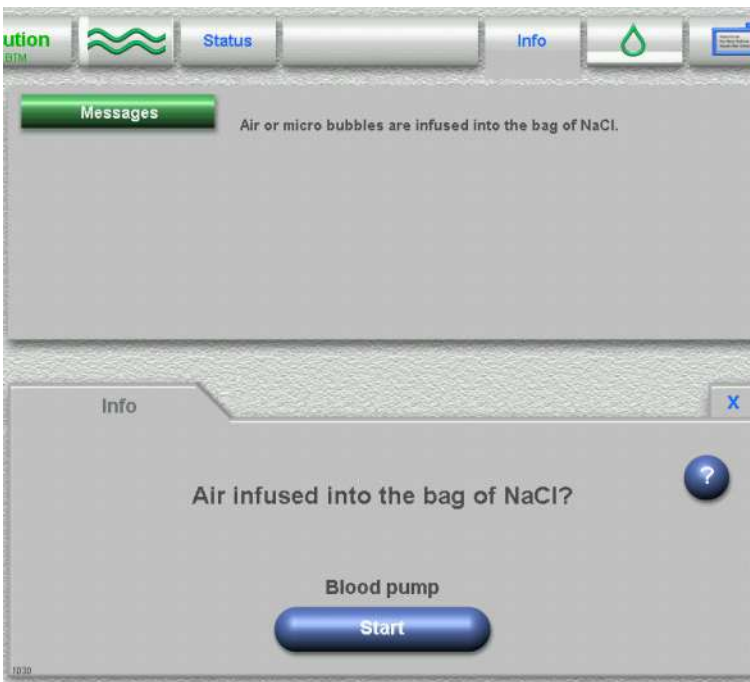 ution
BTM
Status
Info
Messages
Air or micro bubbles are infused into the bag of NaCl.
Info
X
?
Air infused into the bag of NaCl?
Blood pump
Start
1030